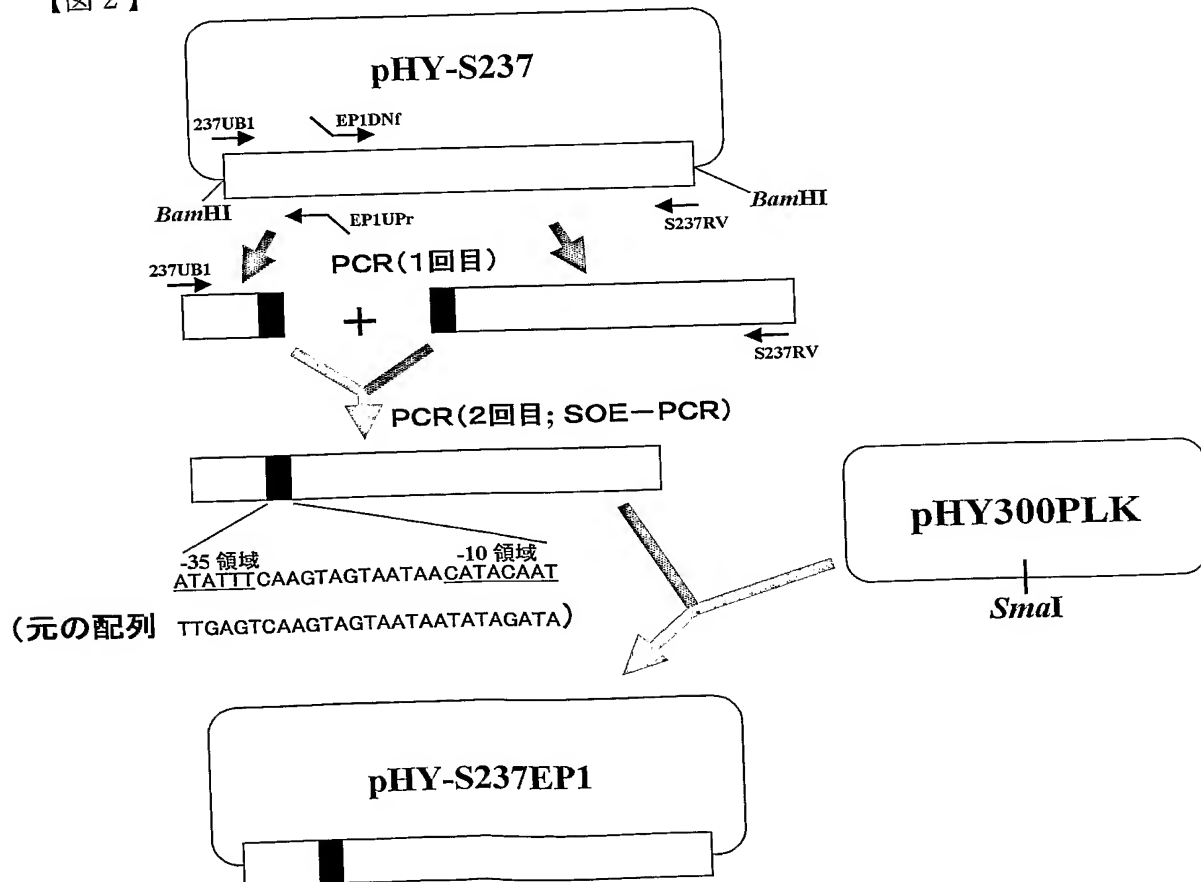 【図2】
pHY-S237
237UB1
EP1DNf
BamHI
BamHI
EP1UPr
S237RV
PCR(1回目)
237UB1
+
S237RV
PCR(2回目; SOE-PCR)
pHY300PLK
SmaI
-35 領域
-10 領域
ATATTTCAAGTAGTAATAACATACAAT
(元の配列 TTGAGTCAAGTAGTAATAATATAGATA)
pHY-S237EP1